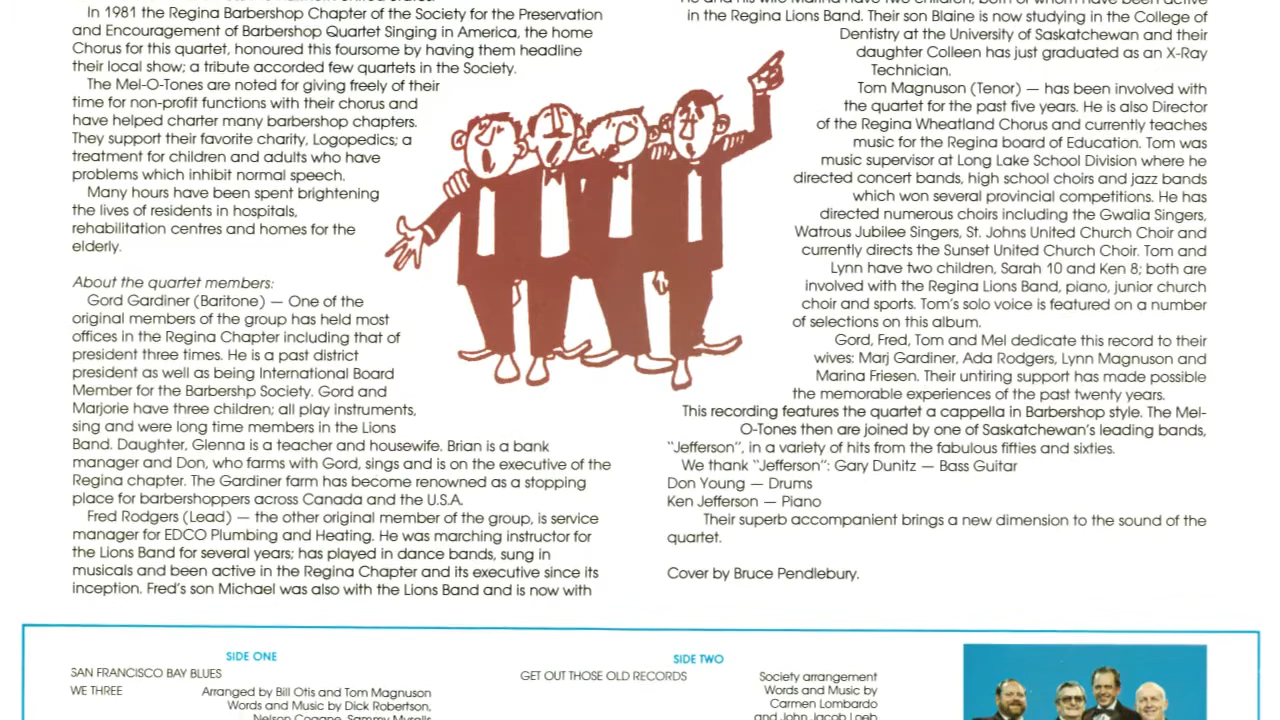 In 1981 the Regina Barbershop Chapter of the Society for the Preservation
and Encouragement of Barbershop Quartet Singing in America, the home
Chorus for this quartet, honoured this foursome by having them headline
their local show; a tribute accorded few quartets in the Society.
The Mel-O-Tones are noted for giving freely of their
time for non-profit functions with their chorus and
have helped charter many barbershop chapters.
They support their favorite charity, Logopedics; a
treatment for children and adults who have
problems which inhibit normal speech.
Many hours have been spent brightening
the lives of residents in hospitals,
rehabilitation centres and homes for the
elderly.
About the quartet members:
Gord Gardiner (Baritone) — One of the
original members of the group has held most
offices in the Regina Chapter including that of
president three times. He is a past district
president as well as being International Board
Member for the Barbershp Society. Gord and
Marjorie have three children; all play instruments,
sing and were long time members in the Lions
Band. Daughter, Glenna is a teacher and housewife. Brian is a bank
manager and Don, who farms with Gord, sings and is on the executive of the
Regina chapter. The Gardiner farm has become renowned as a stopping
place for barbershoppers across Canada and the U.S.A.
Fred Rodgers (Lead) — the other original member of the group, is service
manager for EDCO Plumbing and Heating. He was marching instructor for
the Lions Band for several years; has played in dance bands, sung in
musicals and been active in the Regina Chapter and its executive since its
inception. Fred's son Michael was also with the Lions Band and is now with
He and his wife Marina have two children, both of whom have been active
in the Regina Lions Band. Their son Blaine is now studying in the College of
Dentistry at the University of Saskatchewan and their
daughter Colleen has just graduated as an X-Ray
Technician.
Tom Magnuson (Tenor) — has been involved with
the quartet for the past five years. He is also Director
of the Regina Wheatland Chorus and currently teaches
music for the Regina board of Education. Tom was
music supervisor at Long Lake School Division where he
directed concert bands, high school choirs and jazz bands
which won several provincial competitions. He has
directed numerous choirs including the Gwalia Singers,
Watrous Jubilee Singers, St. Johns United Church Choir and
currently directs the Sunset United Church Choir. Tom and
Lynn have two children, Sarah 10 and Ken 8; both are
involved with the Regina Lions Band, piano, junior church
choir and sports. Tom's solo voice is featured on a number
of selections on this album.
Gord, Fred, Tom and Mel dedicate this record to their
wives: Marj Gardiner, Ada Rodgers, Lynn Magnuson and
Marina Friesen. Their untiring support has made possible
the memorable experiences of the past twenty years.
This recording features the quartet a cappella in Barbershop style. The Mel-
O-Tones then are joined by one of Saskatchewan's leading bands,
"Jefferson", in a variety of hits from the fabulous fifties and sixties.
We thank "Jefferson": Gary Dunitz — Bass Guitar
Don Young — Drums
Ken Jefferson — Piano
Their superb accompanient brings a new dimension to the sound of the
quartet.
Cover by Bruce Pendlebury.
SIDE ONE
SAN FRANCISCO BAY BLUES
WE THREE
Arranged by Bill Otis and Tom Magnuson
Words and Music by Dick Robertson,
Nelson Cogane, Sammy Mysels
SIDE TWO
GET OUT THOSE OLD RECORDS
Society arrangement
Words and Music by
Carmen Lombardo
and John Jacob Loeb